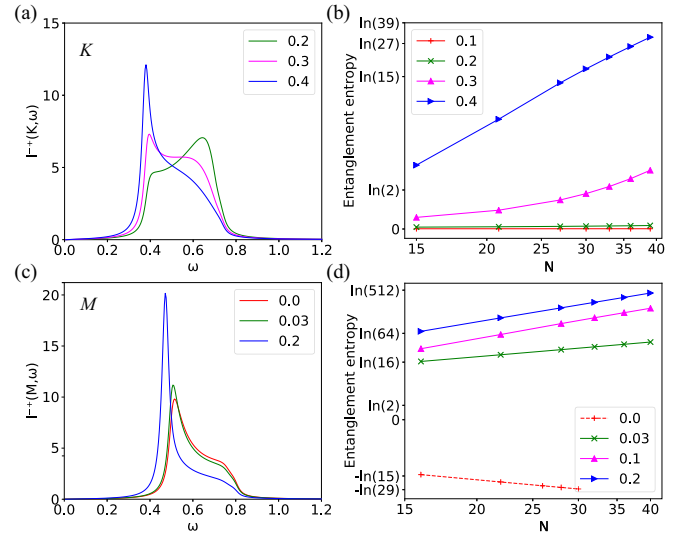 (a)
K
I⁻⁺(K,ω)
15
10
5
0
0.0 0.2 0.4 0.6 0.8 1.0 1.2
ω
0.2
0.3
0.4
(b)
Entanglement entropy
ln(39)
ln(27)
ln(15)
ln(2)
0
15 20 25 30 35 40
N
0.1
0.2
0.3
0.4
(c)
M
I⁻⁺(M,ω)
20
15
10
5
0
0.0 0.2 0.4 0.6 0.8 1.0 1.2
ω
0.0
0.03
0.2
(d)
Entanglement entropy
ln(512)
ln(64)
ln(16)
ln(2)
0
-ln(15)
-ln(29)
20 25 30 35 40
N
0.0
0.03
0.1
0.2